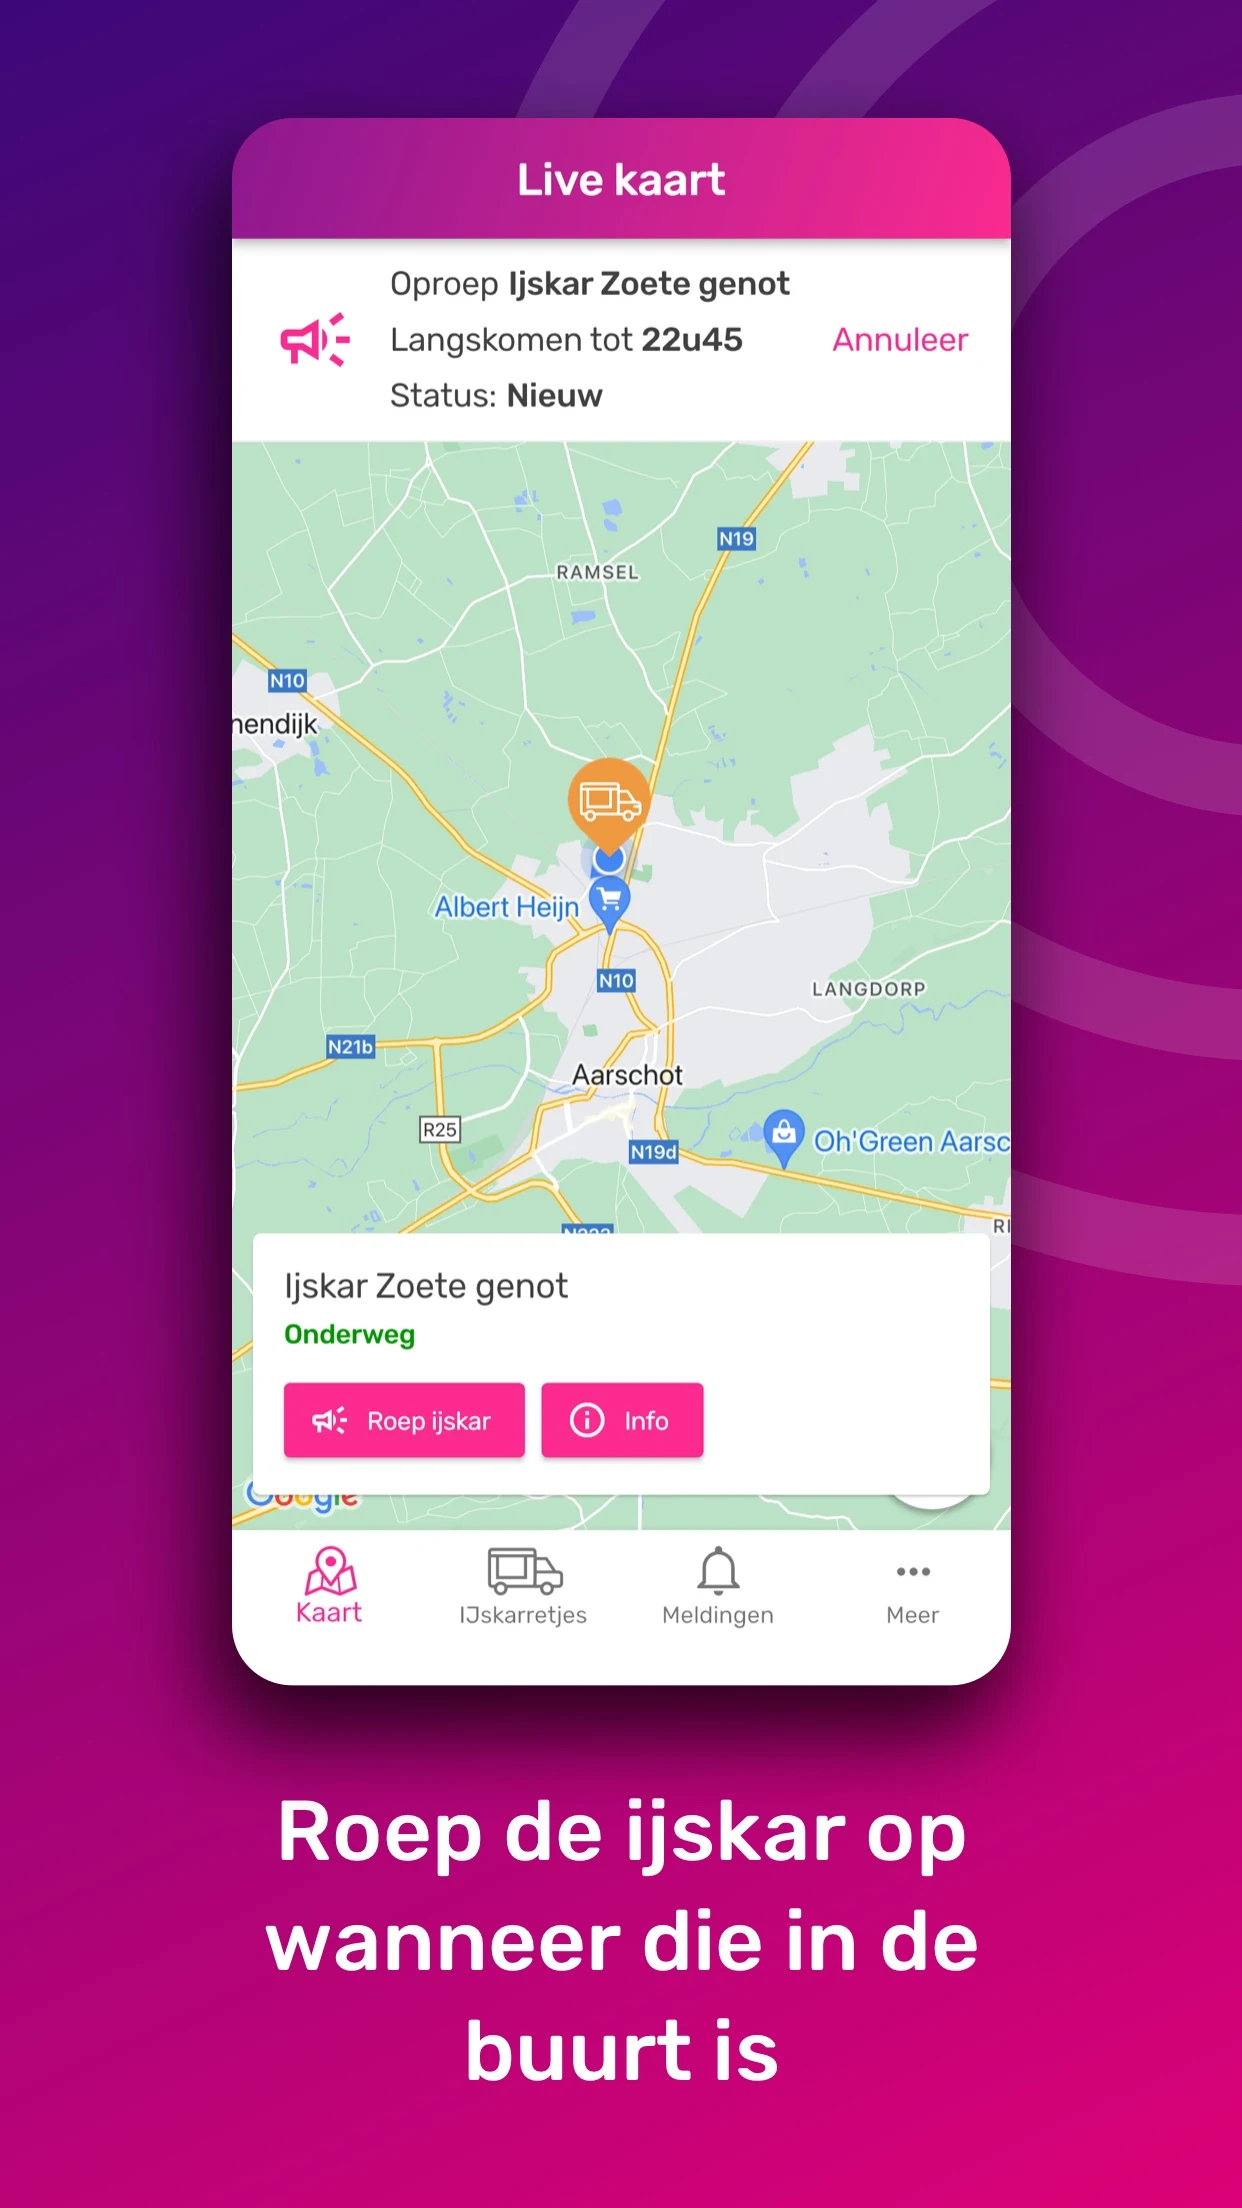 Live kaart
Oproep Ijskar Zoete genot
Langskomen tot 22u45
Annuleer
Status: Nieuw
N19
RAMSEL
N10
nendijk
Albert Heijn
N10
LANGDORP
N21b
Aarschot
R25
Oh'Green Aarsc
N19d
RI
Ijskar Zoete genot
Onderweg
Roep ijskar
Info
Google
Kaart
IJskarretjes
Meldingen
Meer
Roep de ijskar op
wanneer die in de
buurt is